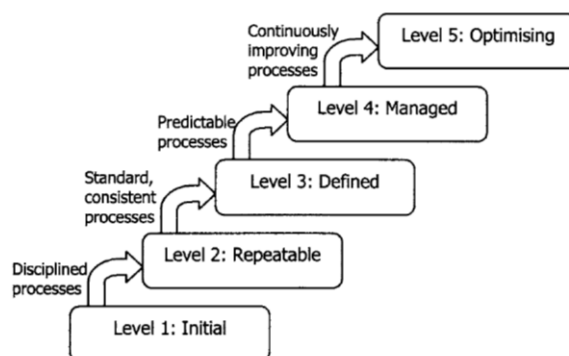 Continuously
improving
processes
Level 5: Optimising
Predictable
processes
Level 4: Managed
Standard,
consistent
processes
Level 3: Defined
Disciplined
processes
Level 2: Repeatable
Level 1: Initial